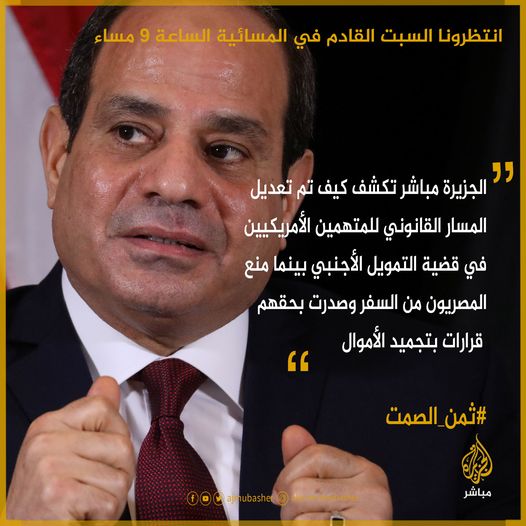 انتظرونا السبت القادم في المسائية الساعة 9 مساء
الجزيرة مباشر تكشف كيف تم تعديل
المسار القانوني للمتهمين الأمريكيين
في قضية التمويل الأجنبي بينما منع
المصريون من السفر وصدرت بحقهم
قرارات بتجميد الأموال
#ثمن_الصمت
الجزيرة
مباشر
ajmubasher